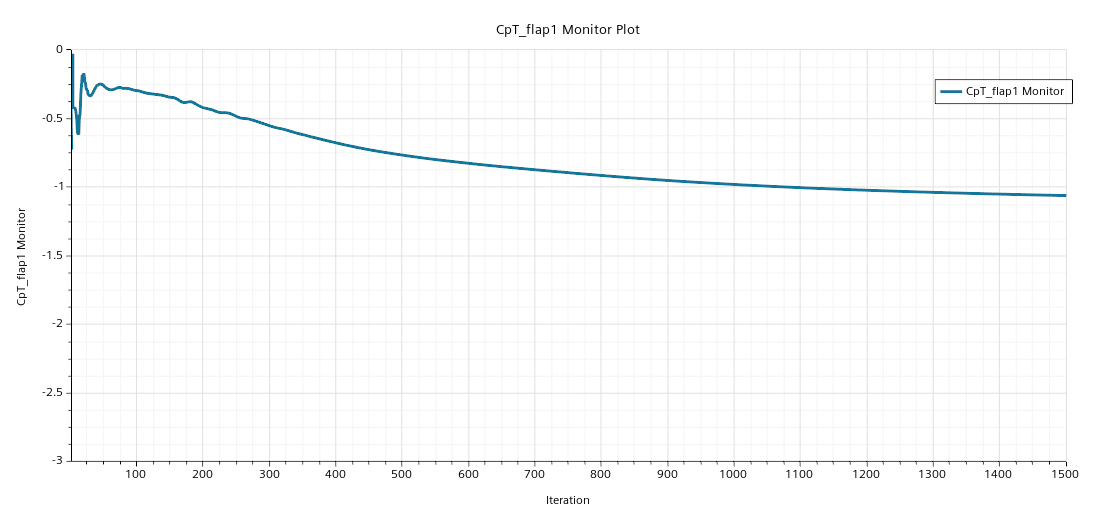 CpT_flap1 Monitor Plot
CpT_flap1 Monitor
CpT_flap1 Monitor
0
-0.5
-1
-1.5
-2
-2.5
-3
100 200 300 400 500 600 700 800 900 1000 1100 1200 1300 1400 1500
Iteration